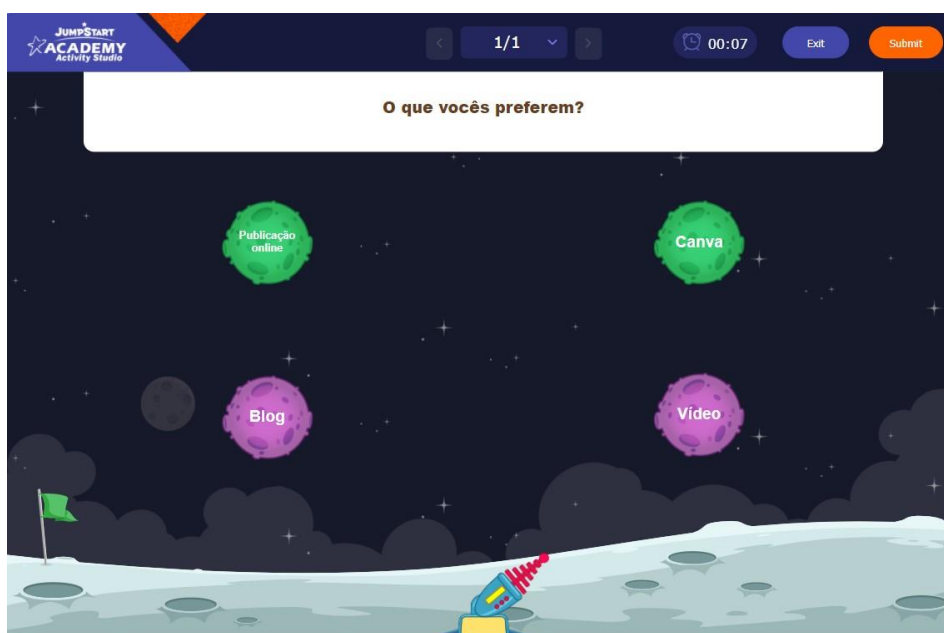 JUMPSTART
ACADEMY
Activity Studio
1/1
00:07
Exit
Submit
O que vocês preferem?
Publicação
online
Canva
Blog
Vídeo